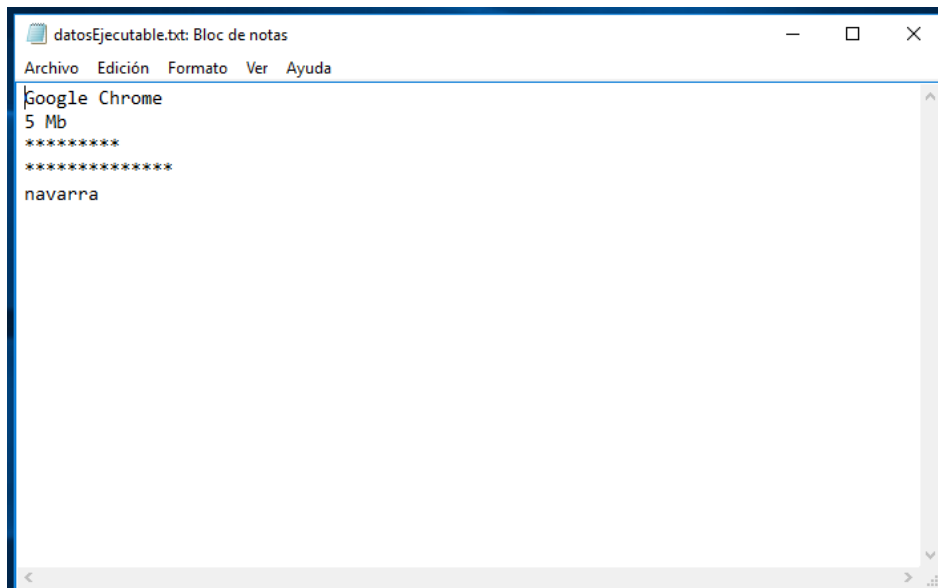 datosEjecutable.txt: Bloc de notas
Archivo Edición Formato Ver Ayuda
Google Chrome
5 Mb
*********
**************
navarra